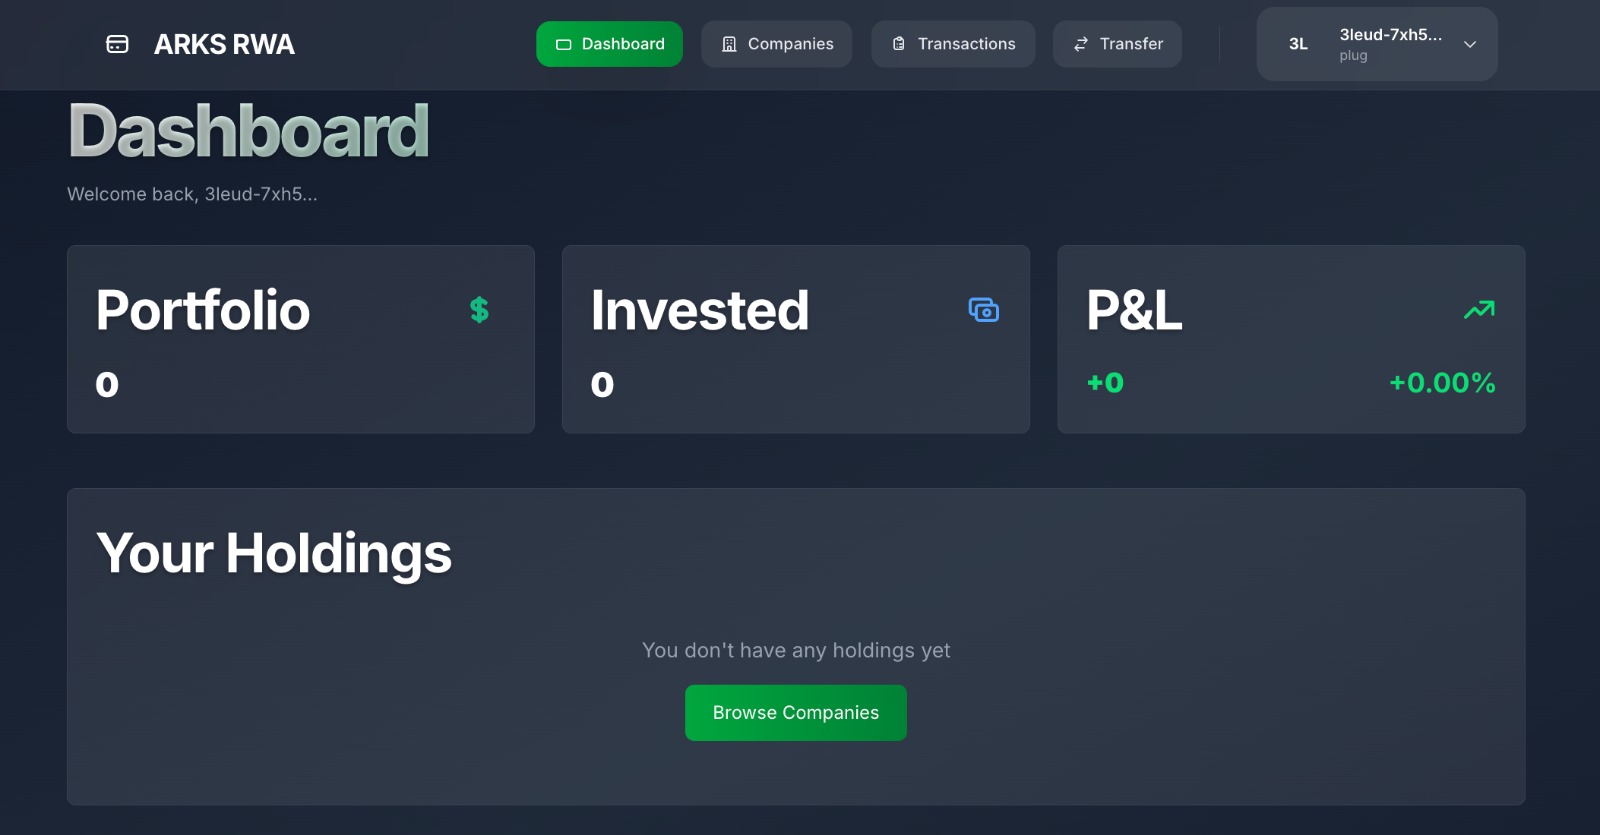 ARKS RWA
Dashboard
Companies
Transactions
Transfer
3L
3leud-7xh5...
plug
Dashboard
Welcome back, 3leud-7xh5...
Portfolio
$
0
Invested
0
P&L
+0
+0.00%
Your Holdings
You don't have any holdings yet
Browse Companies